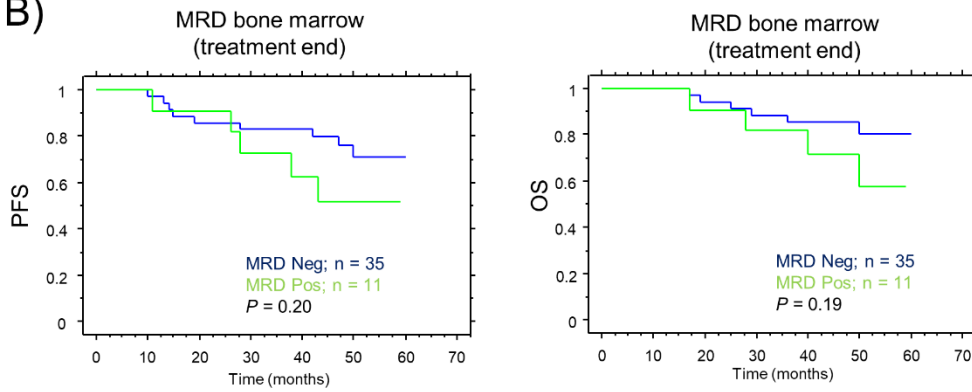 B)
MRD bone marrow
(treatment end)
1
0.8
0.6
0.4
0.2
0
PFS
MRD Neg; n = 35
MRD Pos; n = 11
P = 0.20
0 10 20 30 40 50 60 70
Time (months)
MRD bone marrow
(treatment end)
1
0.8
0.6
0.4
0.2
0
OS
MRD Neg; n = 35
MRD Pos; n = 11
P = 0.19
0 10 20 30 40 50 60 70
Time (months)